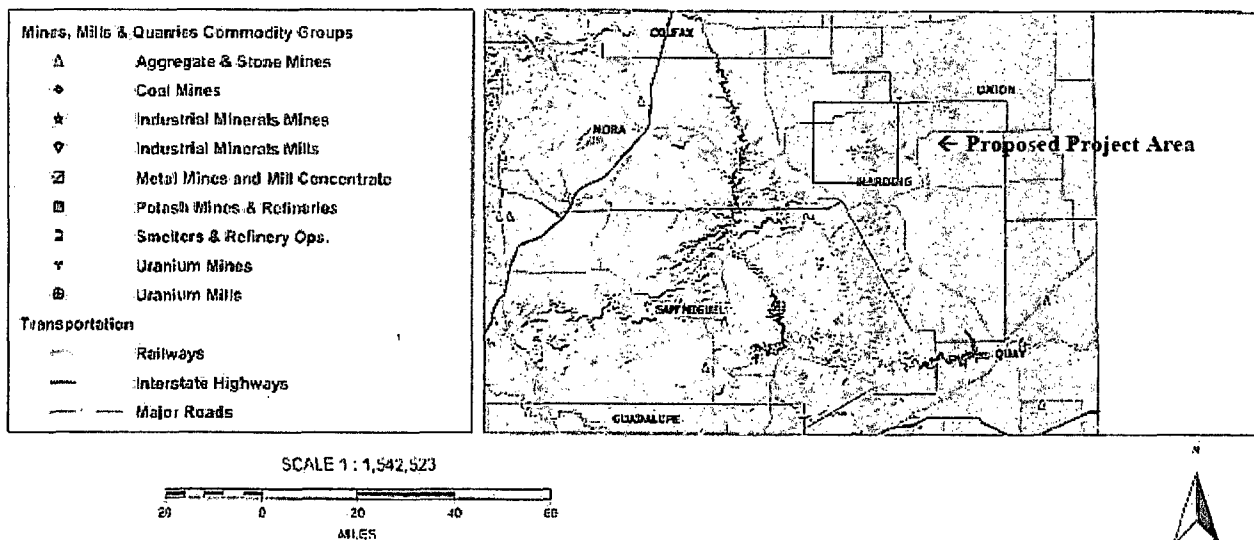 Mines, Mills & Quarries Commodity Groups
Aggregate & Stone Mines
Coal Mines
Industrial Minerals Mines
Industrial Minerals Mills
Metal Mines and Mill Concentrate
Potash Mines & Refineries
Smelters & Refinery Ops.
Uranium Mines
Uranium Mills
Transportation
Railways
Interstate Highways
Major Roads
COLFAX
UNION
MORA
← Proposed Project Area
HARDING
SAN MIGUEL
QUAY
GUADALUPE
SCALE 1 : 1,542,523
20 0 20 40 60
MILES
N